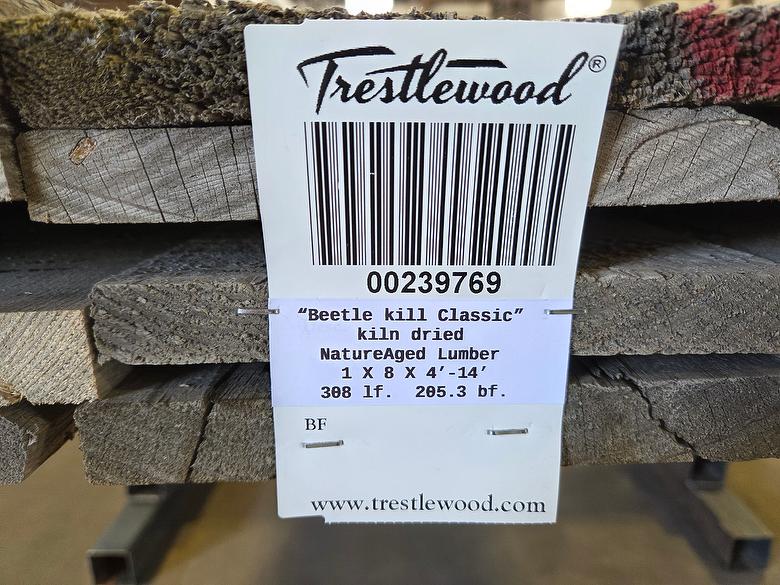 Trestlewood®
00239769
“Beetle kill Classic”
kiln dried
NatureAged Lumber
1 X 8 X 4’-14’
308 lf. 205.3 bf.
BF
www.trestlewood.com